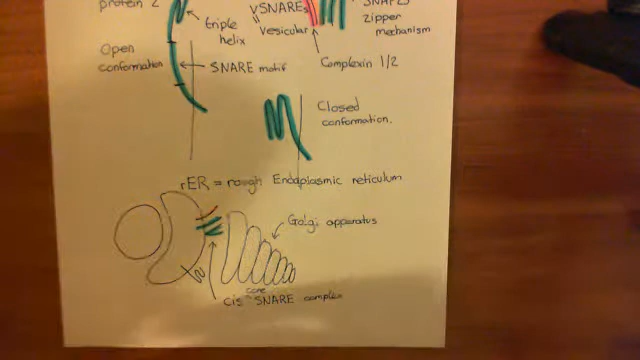 protein 2
triple
helix
VSNARE
=
Vesicular
SNAP25
zipper
mechanism
Open
conformation
SNARE motif
Complexin 1/2
Closed
conformation.
rER = rough Endoplasmic reticulum
Golgi apparatus
core
cis SNARE complex